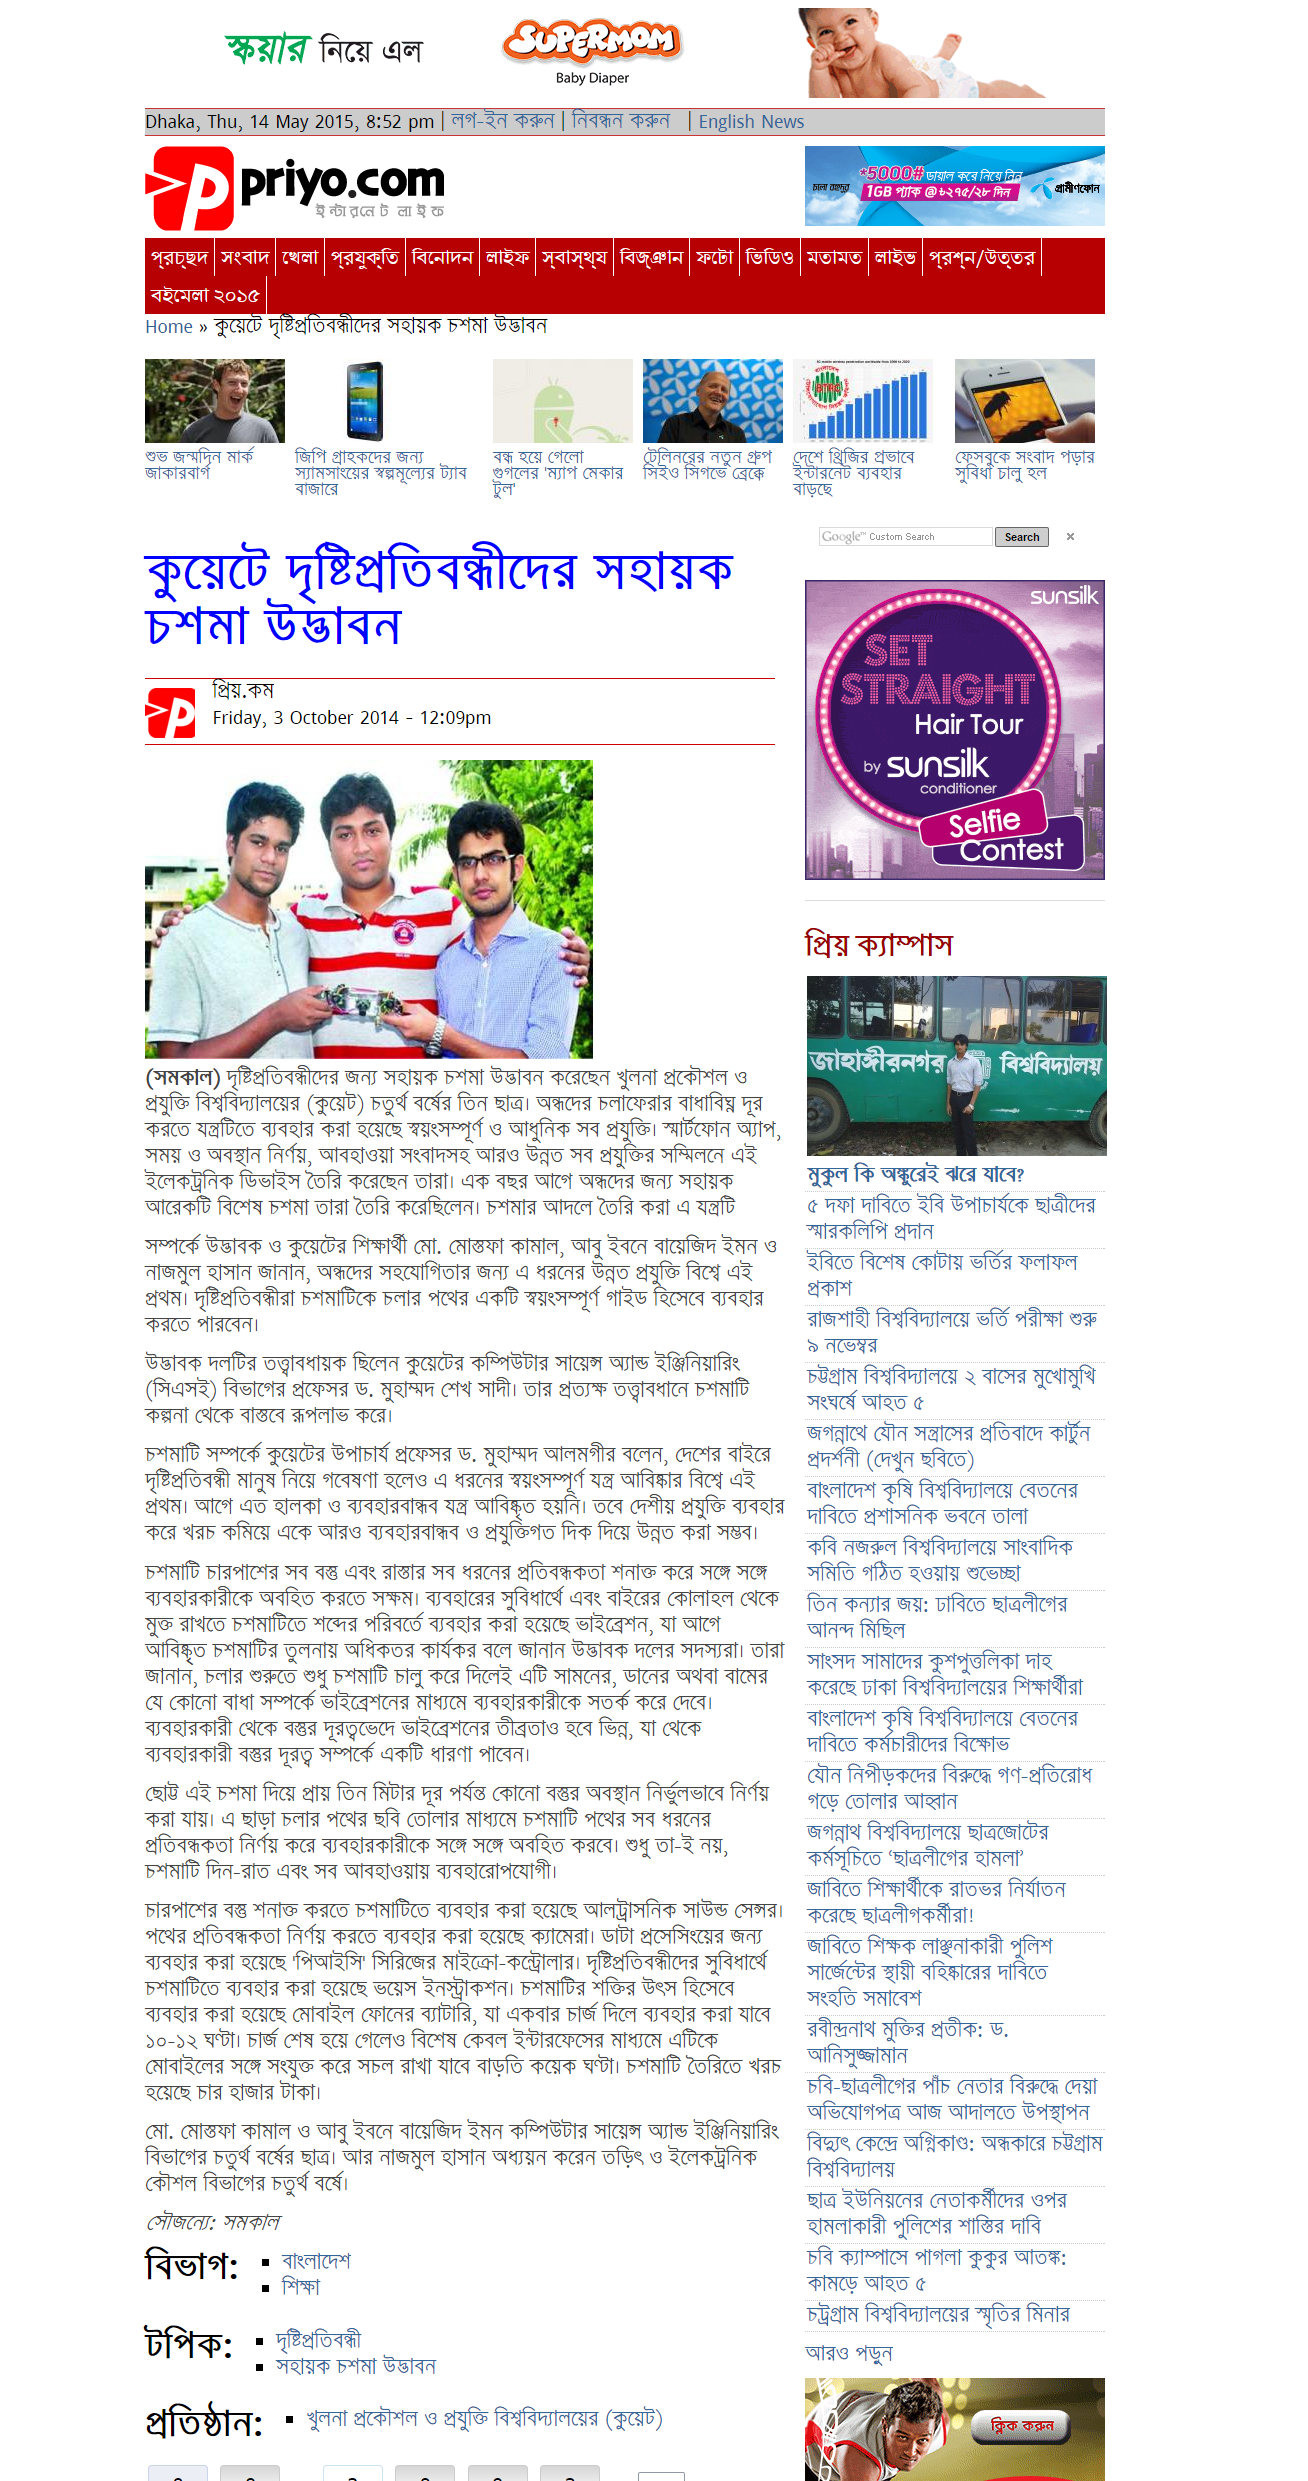 স্কয়ার নিয়ে এল
SUPERMOM
Baby Diaper
Dhaka, Thu, 14 May 2015, 8:52 pm | লগ-ইন করুন | নিবন্ধন করুন | English News
priyo.com
ইন্টারনেট লাইফ
*5000# ডায়াল করে নিয়ে নিন
1GB প্যাক @ ৳২৭৫/২৮ দিন
গ্রামীণফোন
প্রচ্ছদ সংবাদ খেলা প্রযুক্তি বিনোদন লাইফ স্বাস্থ্য বিজ্ঞান ফটো ভিডিও মতামত লাইভ প্রশ্ন/উত্তর
বইমেলা ২০১৫
Home » কুয়েটে দৃষ্টিপ্রতিবন্ধীদের সহায়ক চশমা উদ্ভাবন
শুভ জন্মদিন মার্ক
জাকারবার্গ
জিপি গ্রাহকদের জন্য
স্যামসাংয়ের স্বল্পমূল্যের ট্যাব
বাজারে
বন্ধ হয়ে গেলো
গুগলের 'ম্যাপ মেকার
টুল'
টেলিনরের নতুন গ্রুপ
সিইও সিগভে ব্রেক্কে
দেশে থ্রিজির প্রভাবে
ইন্টারনেট ব্যবহার
বাড়ছে
ফেসবুকে সংবাদ পড়ার
সুবিধা চালু হল
কুয়েটে দৃষ্টিপ্রতিবন্ধীদের সহায়ক
চশমা উদ্ভাবন
প্রিয়.কম
Friday, 3 October 2014 - 12:09pm
(সমকাল) দৃষ্টিপ্রতিবন্ধীদের জন্য সহায়ক চশমা উদ্ভাবন করেছেন খুলনা প্রকৌশল ও
প্রযুক্তি বিশ্ববিদ্যালয়ের (কুয়েট) চতুর্থ বর্ষের তিন ছাত্র। অন্ধদের চলাফেরার বাধাবিঘ্ন দূর
করতে যন্ত্রটিতে ব্যবহার করা হয়েছে স্বয়ংসম্পূর্ণ ও আধুনিক সব প্রযুক্তি। স্মার্টফোন অ্যাপ,
সময় ও অবস্থান নির্ণয়, আবহাওয়া সংবাদসহ আরও উন্নত সব প্রযুক্তির সম্মিলনে এই
ইলেকট্রনিক ডিভাইস তৈরি করেছেন তারা। এক বছর আগে অন্ধদের জন্য সহায়ক
আরেকটি বিশেষ চশমা তারা তৈরি করেছিলেন। চশমার আদলে তৈরি করা এ যন্ত্রটি
সম্পর্কে উদ্ভাবক ও কুয়েটের শিক্ষার্থী মো. মোস্তফা কামাল, আবু ইবনে বায়েজিদ ইমন ও
নাজমুল হাসান জানান, অন্ধদের সহযোগিতার জন্য এ ধরনের উন্নত প্রযুক্তি বিশ্বে এই
প্রথম। দৃষ্টিপ্রতিবন্ধীরা চশমাটিকে চলার পথের একটি স্বয়ংসম্পূর্ণ গাইড হিসেবে ব্যবহার
করতে পারবেন।
উদ্ভাবক দলটির তত্ত্বাবধায়ক ছিলেন কুয়েটের কম্পিউটার সায়েন্স অ্যান্ড ইঞ্জিনিয়ারিং
(সিএসই) বিভাগের প্রফেসর ড. মুহাম্মদ শেখ সাদী। তার প্রত্যক্ষ তত্ত্বাবধানে চশমাটি
কল্পনা থেকে বাস্তবে রূপলাভ করে।
চশমাটি সম্পর্কে কুয়েটের উপাচার্য প্রফেসর ড. মুহাম্মদ আলমগীর বলেন, দেশের বাইরে
দৃষ্টিপ্রতিবন্ধী মানুষ নিয়ে গবেষণা হলেও এ ধরনের স্বয়ংসম্পূর্ণ যন্ত্র আবিষ্কার বিশ্বে এই
প্রথম। আগে এত হালকা ও ব্যবহারবান্ধব যন্ত্র আবিষ্কৃত হয়নি। তবে দেশীয় প্রযুক্তি ব্যবহার
করে খরচ কমিয়ে একে আরও ব্যবহারবান্ধব ও প্রযুক্তিগত দিক দিয়ে উন্নত করা সম্ভব।
চশমাটি চারপাশের সব বস্তু এবং রাস্তার সব ধরনের প্রতিবন্ধকতা শনাক্ত করে সঙ্গে সঙ্গে
ব্যবহারকারীকে অবহিত করতে সক্ষম। ব্যবহারের সুবিধার্থে এবং বাইরের কোলাহল থেকে
মুক্ত রাখতে চশমাটিতে শব্দের পরিবর্তে ব্যবহার করা হয়েছে ভাইব্রেশন, যা আগে
আবিষ্কৃত চশমাটির তুলনায় অধিকতর কার্যকর বলে জানান উদ্ভাবক দলের সদস্যরা। তারা
জানান, চলার শুরুতে শুধু চশমাটি চালু করে দিলেই এটি সামনের, ডানের অথবা বামের
যে কোনো বাধা সম্পর্কে ভাইব্রেশনের মাধ্যমে ব্যবহারকারীকে সতর্ক করে দেবে।
ব্যবহারকারী থেকে বস্তুর দূরত্বভেদে ভাইব্রেশনের তীব্রতাও হবে ভিন্ন, যা থেকে
ব্যবহারকারী বস্তুর দূরত্ব সম্পর্কে একটি ধারণা পাবেন।
ছোট্ট এই চশমা দিয়ে প্রায় তিন মিটার দূর পর্যন্ত কোনো বস্তুর অবস্থান নির্ভুলভাবে নির্ণয়
করা যায়। এ ছাড়া চলার পথের ছবি তোলার মাধ্যমে চশমাটি পথের সব ধরনের
প্রতিবন্ধকতা নির্ণয় করে ব্যবহারকারীকে সঙ্গে সঙ্গে অবহিত করবে। শুধু তা-ই নয়,
চশমাটি দিন-রাত এবং সব আবহাওয়ায় ব্যবহারোপযোগী।
চারপাশের বস্তু শনাক্ত করতে চশমাটিতে ব্যবহার করা হয়েছে আলট্রাসনিক সাউন্ড সেন্সর।
পথের প্রতিবন্ধকতা নির্ণয় করতে ব্যবহার করা হয়েছে ক্যামেরা। ডাটা প্রসেসিংয়ের জন্য
ব্যবহার করা হয়েছে 'পিআইসি' সিরিজের মাইক্রো-কন্ট্রোলার। দৃষ্টিপ্রতিবন্ধীদের সুবিধার্থে
চশমাটিতে ব্যবহার করা হয়েছে ভয়েস ইনস্ট্রাকশন। চশমাটির শক্তির উৎস হিসেবে
ব্যবহার করা হয়েছে মোবাইল ফোনের ব্যাটারি, যা একবার চার্জ দিলে ব্যবহার করা যাবে
১০-১২ ঘণ্টা। চার্জ শেষ হয়ে গেলেও বিশেষ কেবল ইন্টারফেসের মাধ্যমে এটিকে
মোবাইলের সঙ্গে সংযুক্ত করে সচল রাখা যাবে বাড়তি কয়েক ঘণ্টা। চশমাটি তৈরিতে খরচ
হয়েছে চার হাজার টাকা।
মো. মোস্তফা কামাল ও আবু ইবনে বায়েজিদ ইমন কম্পিউটার সায়েন্স অ্যান্ড ইঞ্জিনিয়ারিং
বিভাগের চতুর্থ বর্ষের ছাত্র। আর নাজমুল হাসান অধ্যয়ন করেন তড়িৎ ও ইলেকট্রনিক
কৌশল বিভাগের চতুর্থ বর্ষে।
সৌজন্যে: সমকাল
বিভাগ:
বাংলাদেশ
শিক্ষা
টপিক:
দৃষ্টিপ্রতিবন্ধী
সহায়ক চশমা উদ্ভাবন
প্রতিষ্ঠান:
খুলনা প্রকৌশল ও প্রযুক্তি বিশ্ববিদ্যালয়ের (কুয়েট)
Google™ Custom Search Search ×
sunsilk
SET
STRAIGHT
Hair Tour
by sunsilk
conditioner
Selfie
Contest
প্রিয় ক্যাম্পাস
জাহাঙ্গীরনগর বিশ্ববিদ্যালয়
মুকুল কি অঙ্কুরেই ঝরে যাবে?
৫ দফা দাবিতে ইবি উপাচার্যকে ছাত্রীদের
স্মারকলিপি প্রদান
ইবিতে বিশেষ কোটায় ভর্তির ফলাফল
প্রকাশ
রাজশাহী বিশ্ববিদ্যালয়ে ভর্তি পরীক্ষা শুরু
৯ নভেম্বর
চট্টগ্রাম বিশ্ববিদ্যালয়ে ২ বাসের মুখোমুখি
সংঘর্ষে আহত ৫
জগন্নাথে যৌন সন্ত্রাসের প্রতিবাদে কার্টুন
প্রদর্শনী (দেখুন ছবিতে)
বাংলাদেশ কৃষি বিশ্ববিদ্যালয়ে বেতনের
দাবিতে প্রশাসনিক ভবনে তালা
কবি নজরুল বিশ্ববিদ্যালয়ে সাংবাদিক
সমিতি গঠিত হওয়ায় শুভেচ্ছা
তিন কন্যার জয়: ঢাবিতে ছাত্রলীগের
আনন্দ মিছিল
সাংসদ সামাদের কুশপুত্তলিকা দাহ
করেছে ঢাকা বিশ্ববিদ্যালয়ের শিক্ষার্থীরা
বাংলাদেশ কৃষি বিশ্ববিদ্যালয়ে বেতনের
দাবিতে কর্মচারীদের বিক্ষোভ
যৌন নিপীড়কদের বিরুদ্ধে গণ-প্রতিরোধ
গড়ে তোলার আহ্বান
জগন্নাথ বিশ্ববিদ্যালয়ে ছাত্রজোটের
কর্মসূচিতে ‘ছাত্রলীগের হামলা’
জাবিতে শিক্ষার্থীকে রাতভর নির্যাতন
করেছে ছাত্রলীগকর্মীরা!
জাবিতে শিক্ষক লাঞ্ছনাকারী পুলিশ
সার্জেন্টের স্থায়ী বহিষ্কারের দাবিতে
সংহতি সমাবেশ
রবীন্দ্রনাথ মুক্তির প্রতীক: ড.
আনিসুজ্জামান
চবি-ছাত্রলীগের পাঁচ নেতার বিরুদ্ধে দেয়া
অভিযোগপত্র আজ আদালতে উপস্থাপন
বিদ্যুৎ কেন্দ্রে অগ্নিকাণ্ড: অন্ধকারে চট্টগ্রাম
বিশ্ববিদ্যালয়
ছাত্র ইউনিয়নের নেতাকর্মীদের ওপর
হামলাকারী পুলিশের শাস্তির দাবি
চবি ক্যাম্পাসে পাগলা কুকুর আতঙ্ক:
কামড়ে আহত ৫
চট্রগ্রাম বিশ্ববিদ্যালয়ের স্মৃতির মিনার
আরও পড়ুন
ক্লিক করুন